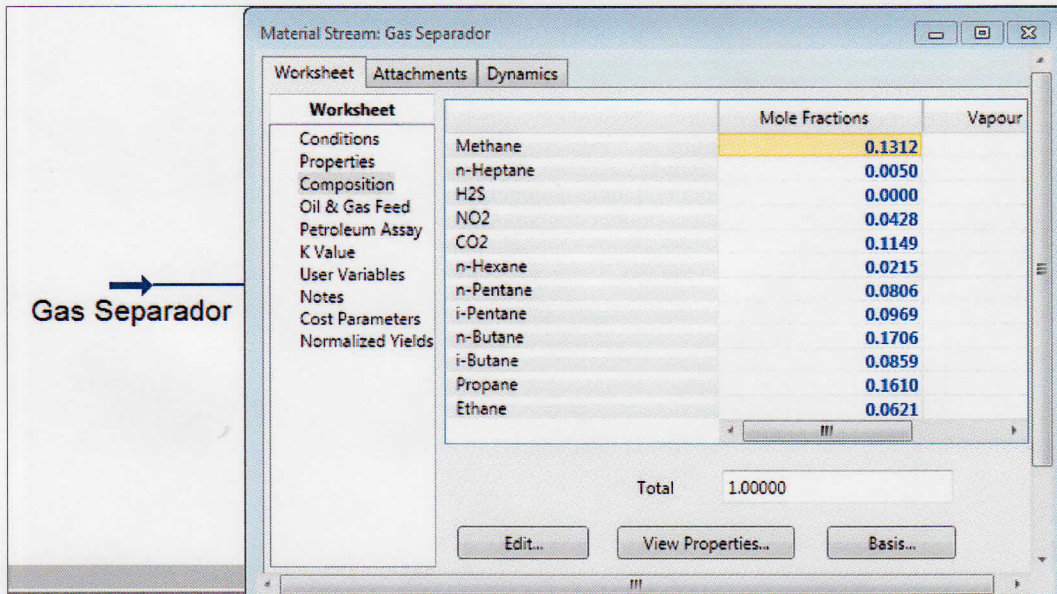 Material Stream: Gas Separador
Worksheet Attachments Dynamics
Worksheet
Conditions
Properties
Composition
Oil & Gas Feed
Petroleum Assay
K Value
User Variables
Notes
Cost Parameters
Normalized Yields
Mole Fractions Vapour
Methane 0.1312
n-Heptane 0.0050
H2S 0.0000
NO2 0.0428
CO2 0.1149
n-Hexane 0.0215
n-Pentane 0.0806
i-Pentane 0.0969
n-Butane 0.1706
i-Butane 0.0859
Propane 0.1610
Ethane 0.0621
Total 1.00000
Edit... View Properties... Basis...
Gas Separador